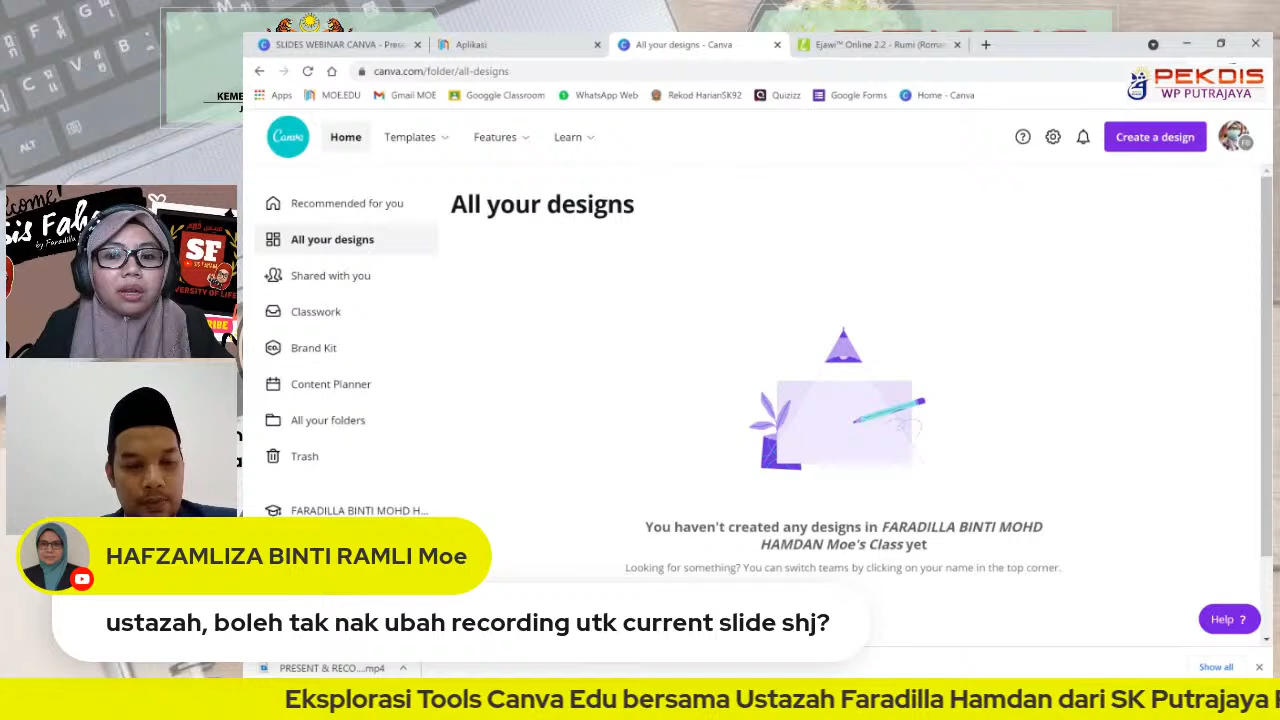 KEME
SLIDES WEBINAR CANVA - Prese
Aplikasi
All your designs - Canva
Ejawi™ Online 2.2 - Rumi (Roma
canva.com/folder/all-designs
PEKDIS
WP PUTRAJAYA
Apps
MOE.EDU
Gmail MOE
Googgle Classroom
WhatsApp Web
Rekod HarianSK92
Quizizz
Google Forms
Home - Canva
Canva
Home
Templates
Features
Learn
Create a design
Recommended for you
All your designs
Shared with you
Classwork
Brand Kit
Content Planner
All your folders
Trash
FARADILLA BINTI MOHD H...
All your designs
You haven't created any designs in FARADILLA BINTI MOHD
HAMDAN Moe's Class yet
Looking for something? You can switch teams by clicking on your name in the top corner.
Help ?
SF
VERSITY OF LIFE
HAFZAMLIZA BINTI RAMLI Moe
ustazah, boleh tak nak ubah recording utk current slide shj?
PRESENT & RECO....mp4
Show all
Eksplorasi Tools Canva Edu bersama Ustazah Faradilla Hamdan dari SK Putrajaya